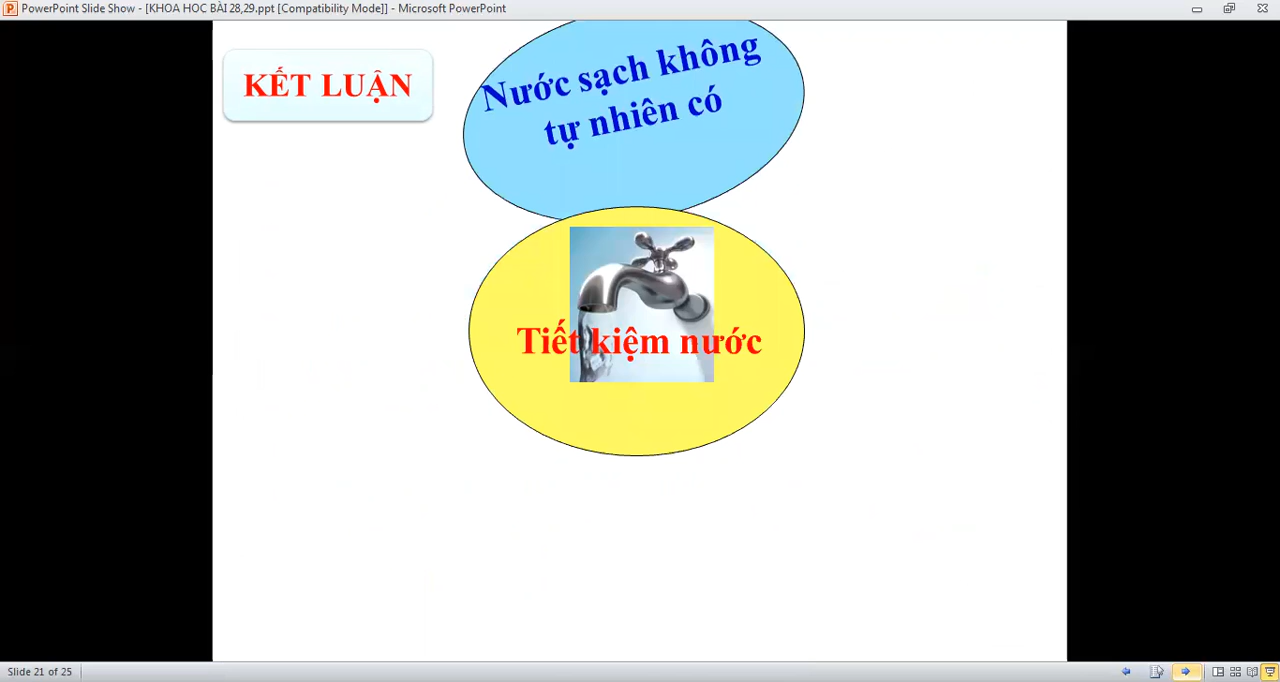 PowerPoint Slide Show - [KHOA HOC BÀI 28,29.ppt [Compatibility Mode]] - Microsoft PowerPoint
KẾT LUẬN
Nước sạch không
tự nhiên có
Tiết kiệm nước
Slide 21 of 25